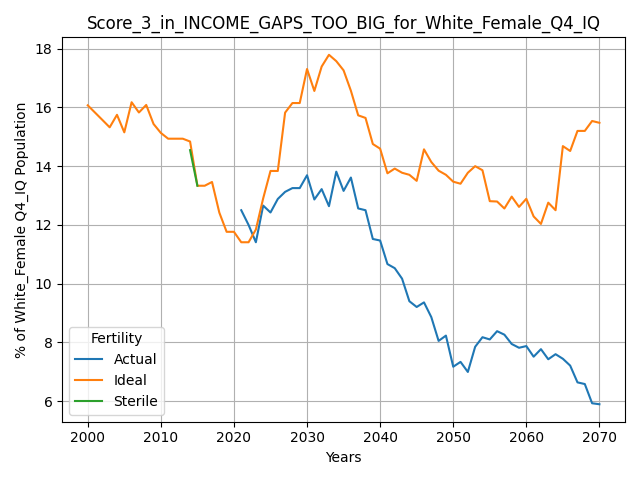 Score_3_in_INCOME_GAPS_TOO_BIG_for_White_Female_Q4_IQ
% of White_Female Q4_IQ Population
18
16
14
12
10
8
6
Fertility
Actual
Ideal
Sterile
2000 2010 2020 2030 2040 2050 2060 2070
Years